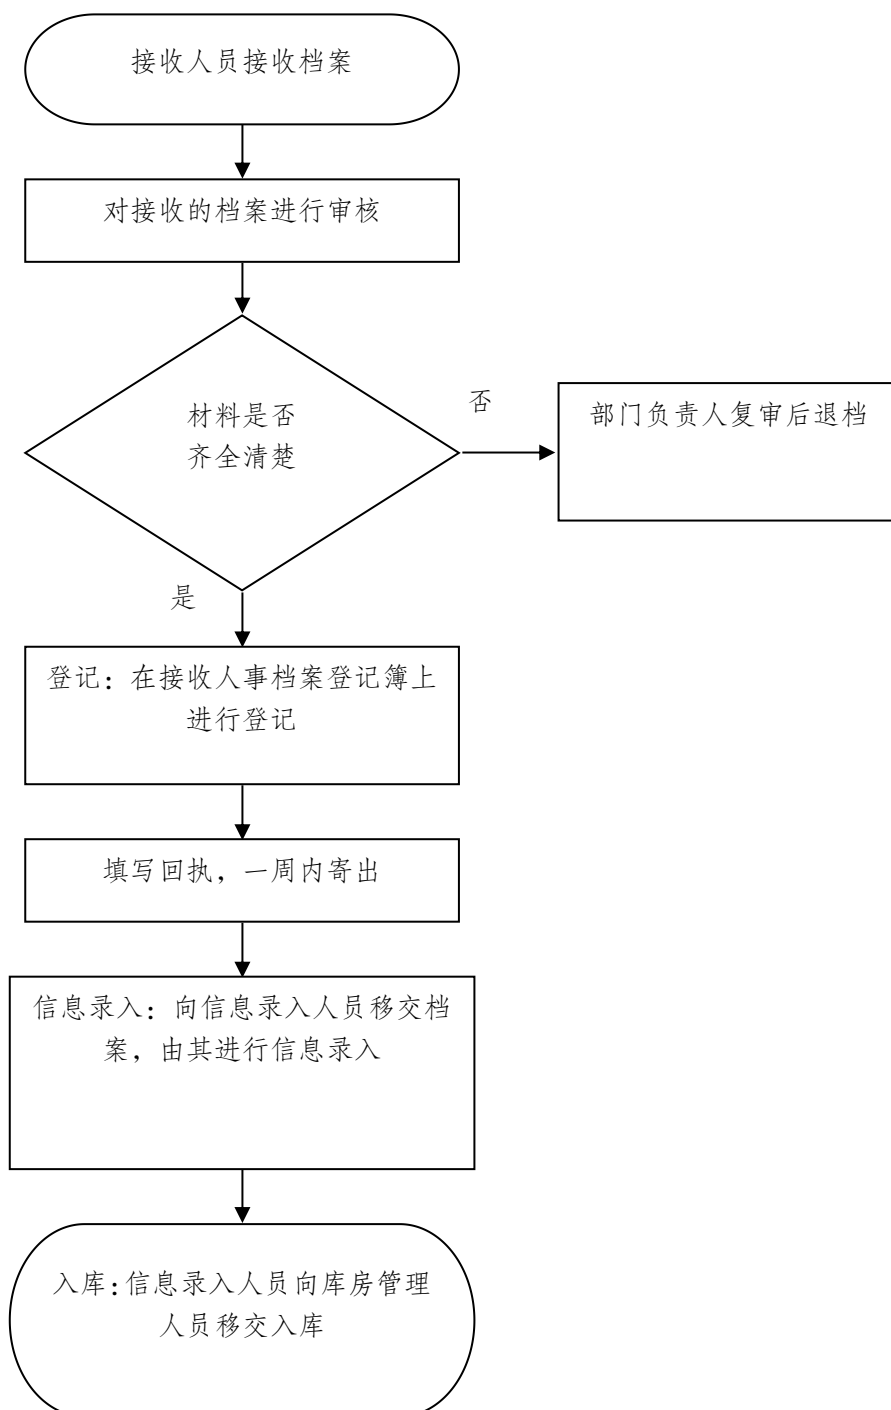 接收人员接收档案
对接收的档案进行审核
材料是否
齐全清楚
否
部门负责人复审后退档
是
登记：在接收人事档案登记簿上
进行登记
填写回执，一周内寄出
信息录入：向信息录入人员移交档
案，由其进行信息录入
入库：信息录入人员向库房管理
人员移交入库